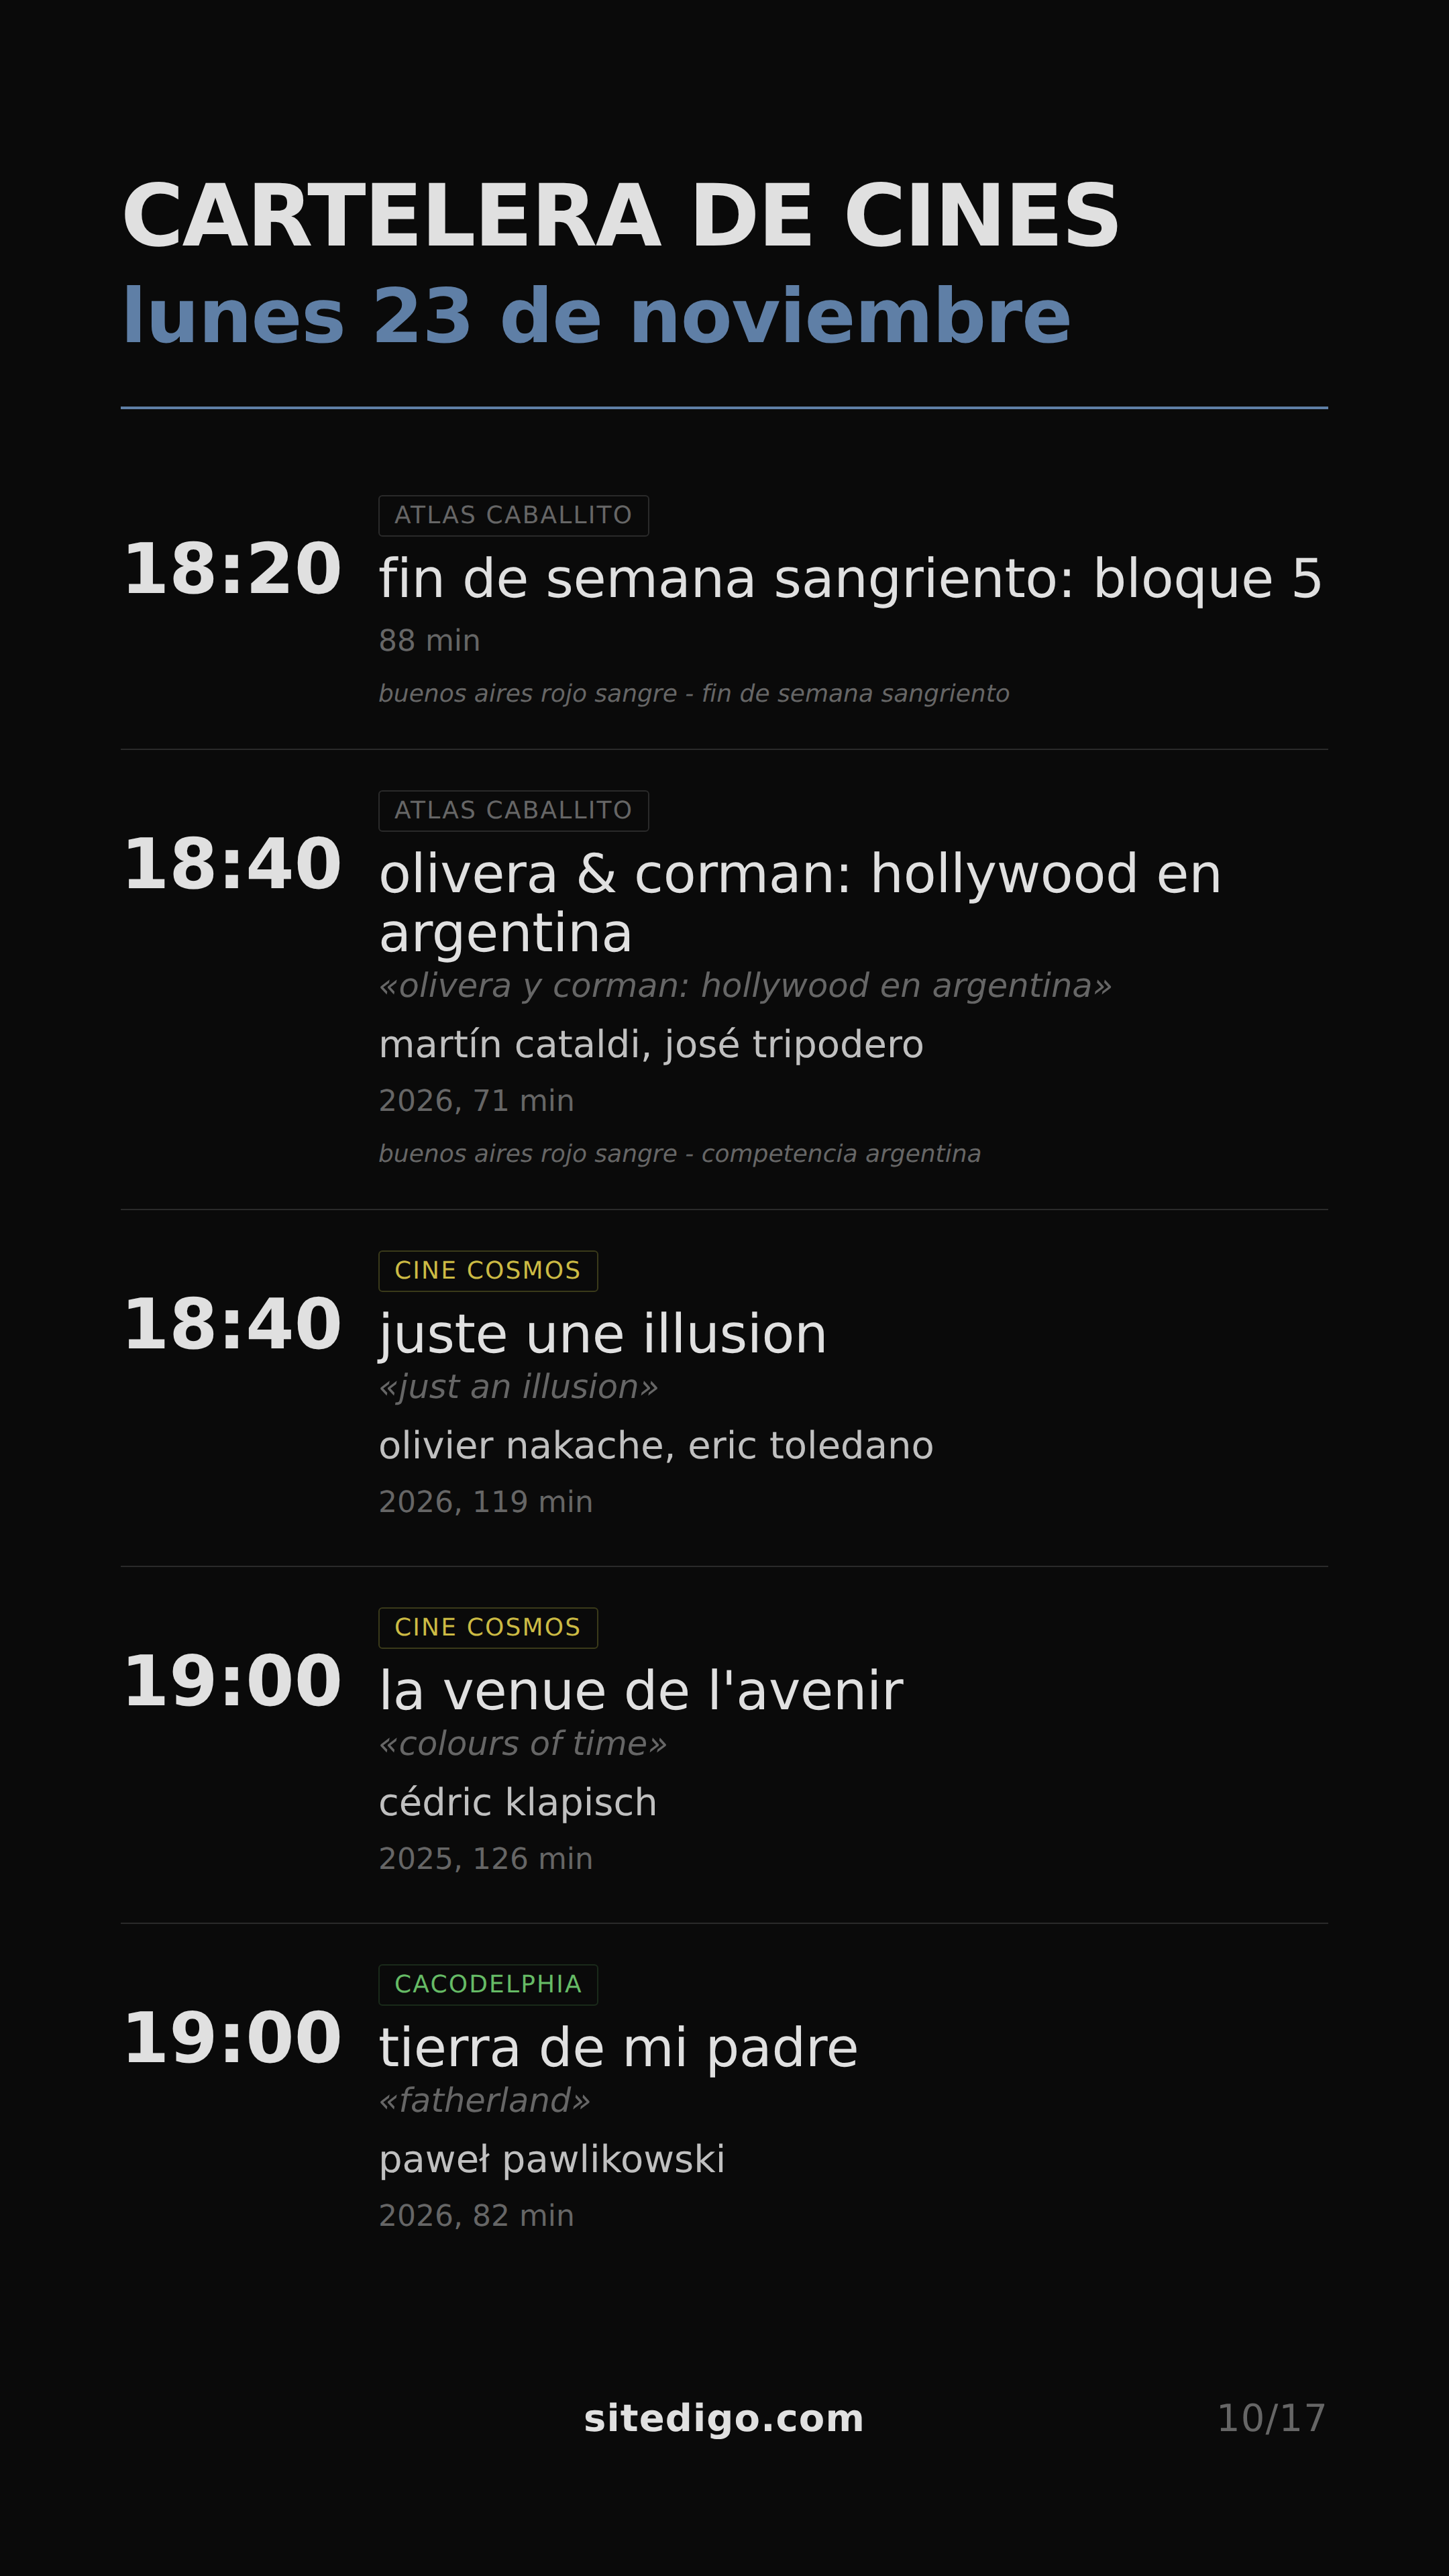 CARTELERA DE CINES
lunes 23 de noviembre
ATLAS CABALLITO
18:20
fin de semana sangriento: bloque 5
88 min
buenos aires rojo sangre - fin de semana sangriento
ATLAS CABALLITO
18:40
olivera & corman: hollywood en
argentina
«olivera y corman: hollywood en argentina»
martín cataldi, josé tripodero
2026, 71 min
buenos aires rojo sangre - competencia argentina
CINE COSMOS
18:40
juste une illusion
«just an illusion»
olivier nakache, eric toledano
2026, 119 min
CINE COSMOS
19:00
la venue de l'avenir
«colours of time»
cédric klapisch
2025, 126 min
CACODELPHIA
19:00
tierra de mi padre
«fatherland»
paweł pawlikowski
2026, 82 min
sitedigo.com
10/17